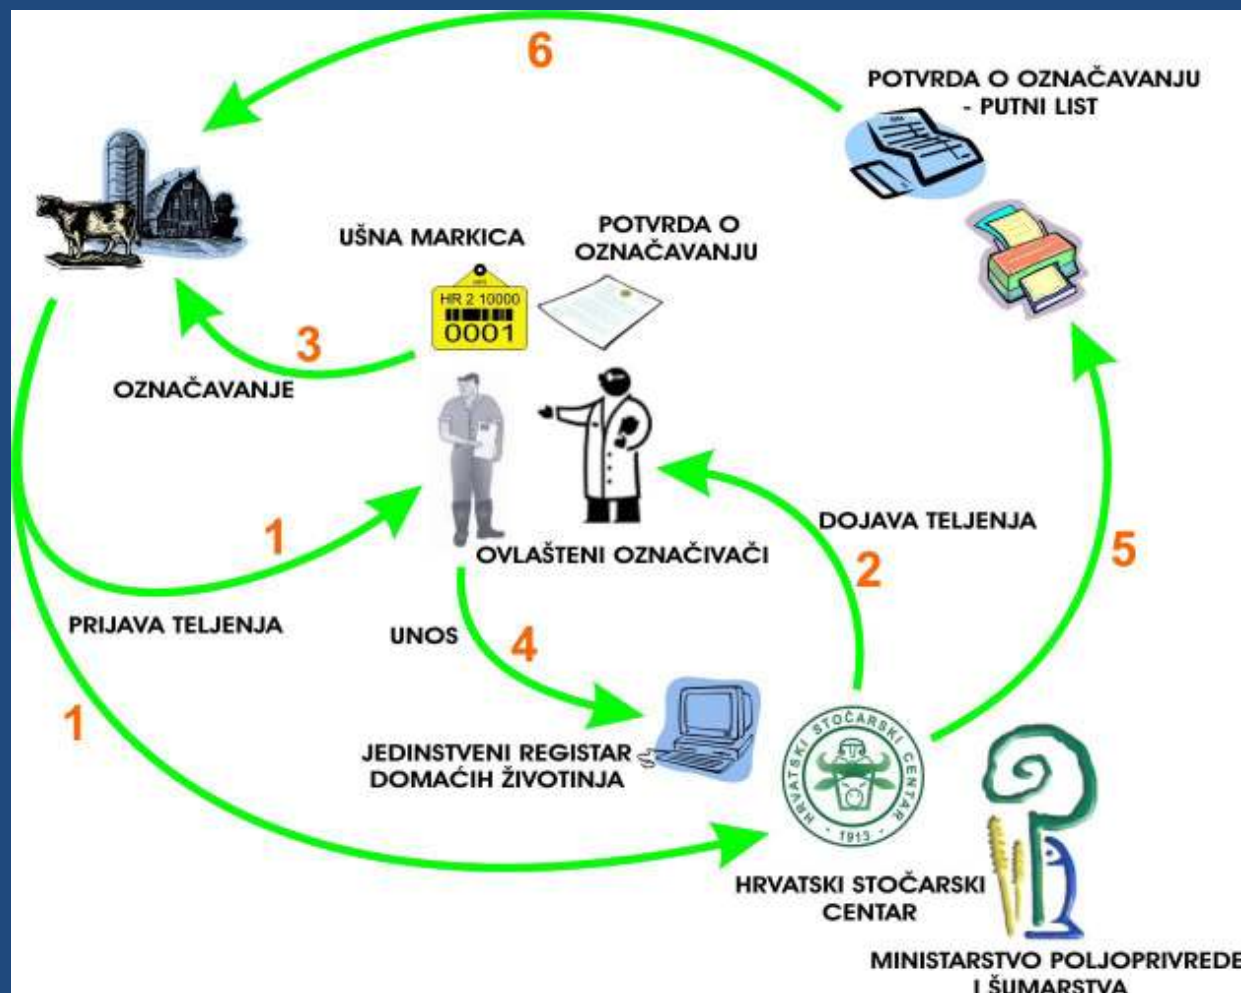 6
POTVRDA O OZNAČAVANJU
- PUTNI LIST
UŠNA MARKICA
POTVRDA O
OZNAČAVANJU
HR 2 10000
0001
3
OZNAČAVANJE
1
DOJAVA TELJENJA
2
5
OVLAŠTENI OZNAČIVAČI
PRIJAVA TELJENJA
UNOS
4
1
JEDINSTVENI REGISTAR
DOMAĆIH ŽIVOTINJA
HRVATSKI STOČARSKI CENTAR
- 1913 -
HRVATSKI STOČARSKI
CENTAR
MINISTARSTVO POLJOPRIVREDE
I ŠUMARSTVA